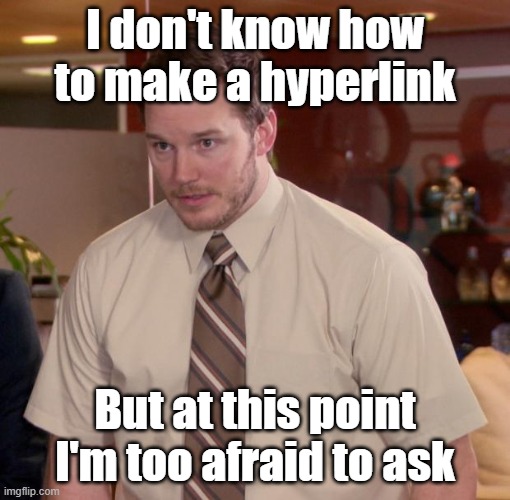 I don't know how
to make a hyperlink
But at this point
I'm too afraid to ask
imgflip.com